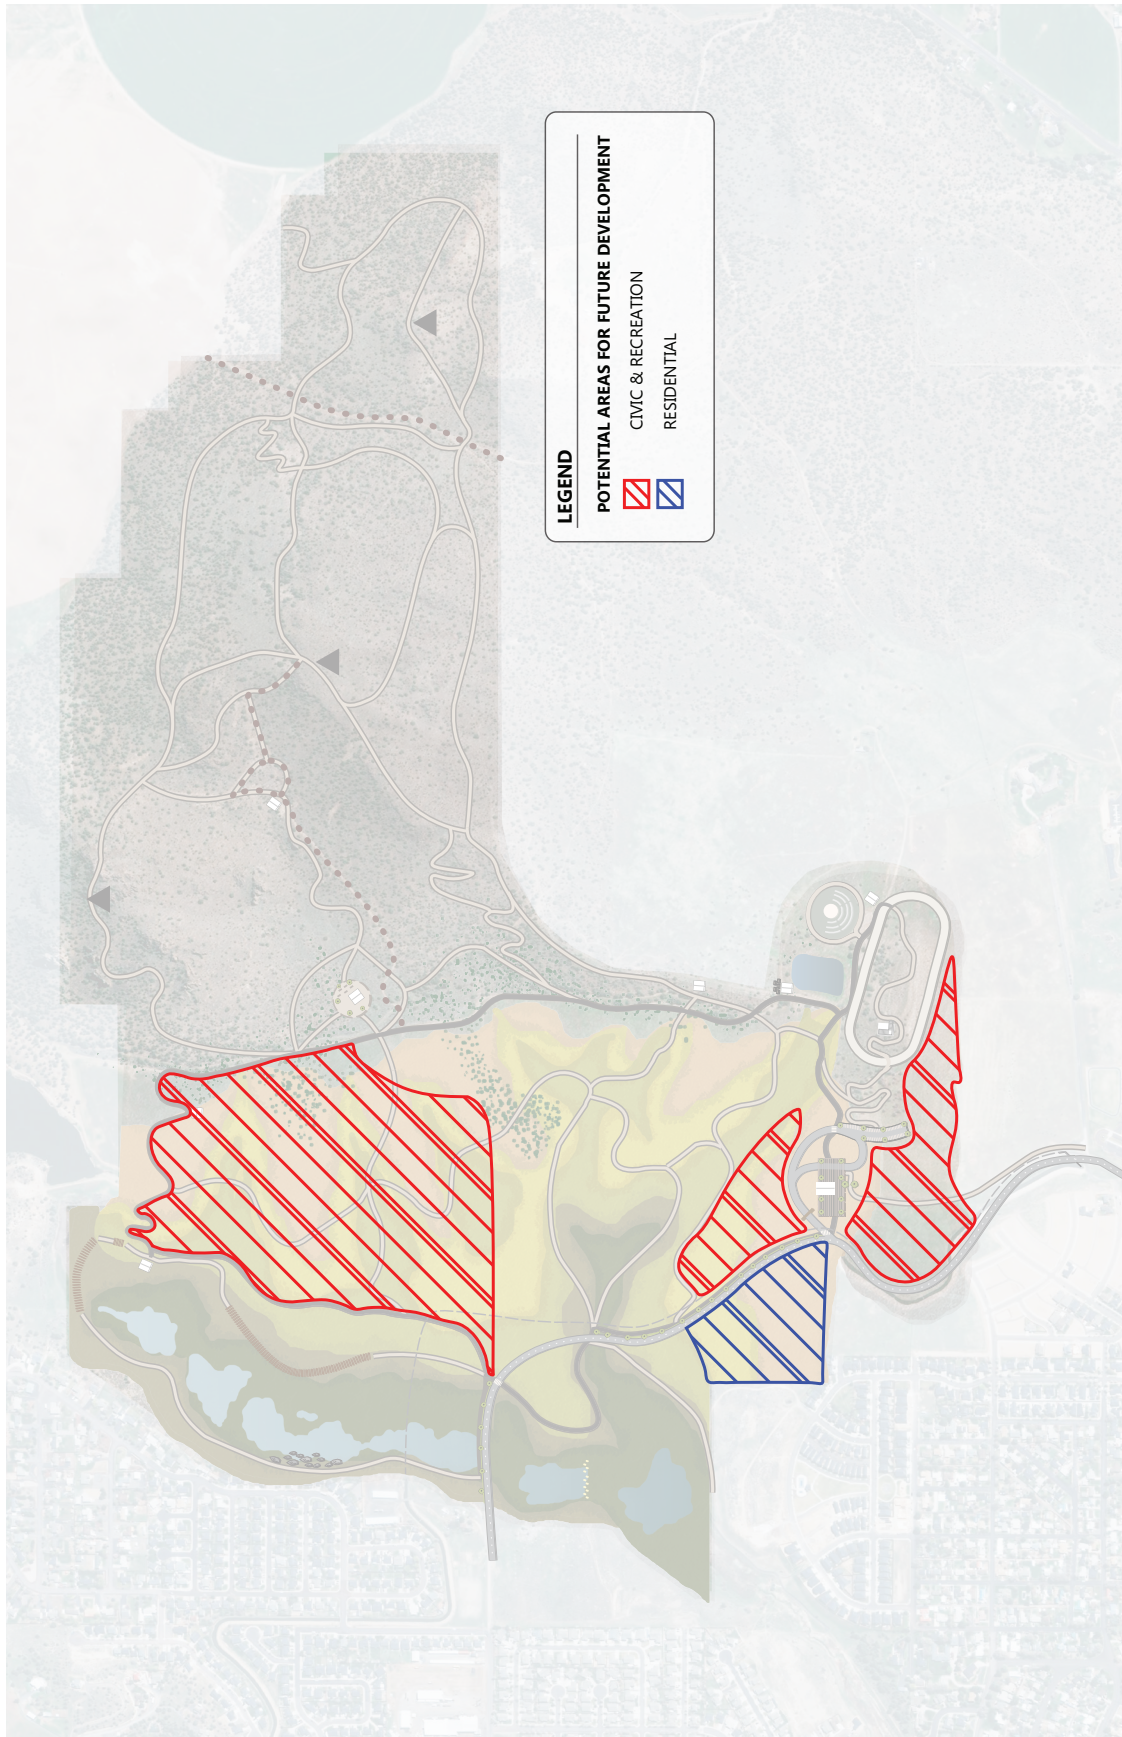 LEGEND
POTENTIAL AREAS FOR FUTURE DEVELOPMENT
CIVIC & RECREATION
RESIDENTIAL